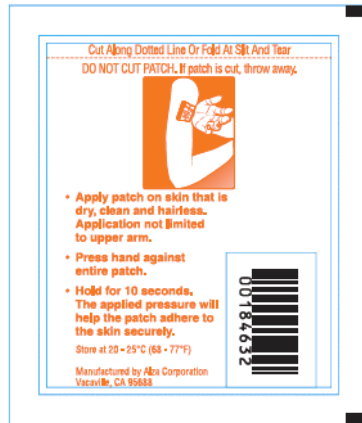 Cut Along Dotted Line Or Fold At Slit And Tear
DO NOT CUT PATCH. If patch is cut, throw away.
• Apply patch on skin that is
dry, clean and hairless.
Application not limited
to upper arm.
• Press hand against
entire patch.
• Hold for 10 seconds.
The applied pressure will
help the patch adhere to
the skin securely.
Store at 20 - 25°C (68 - 77°F)
Manufactured by Alza Corporation
Vacaville, CA 95688
00184632